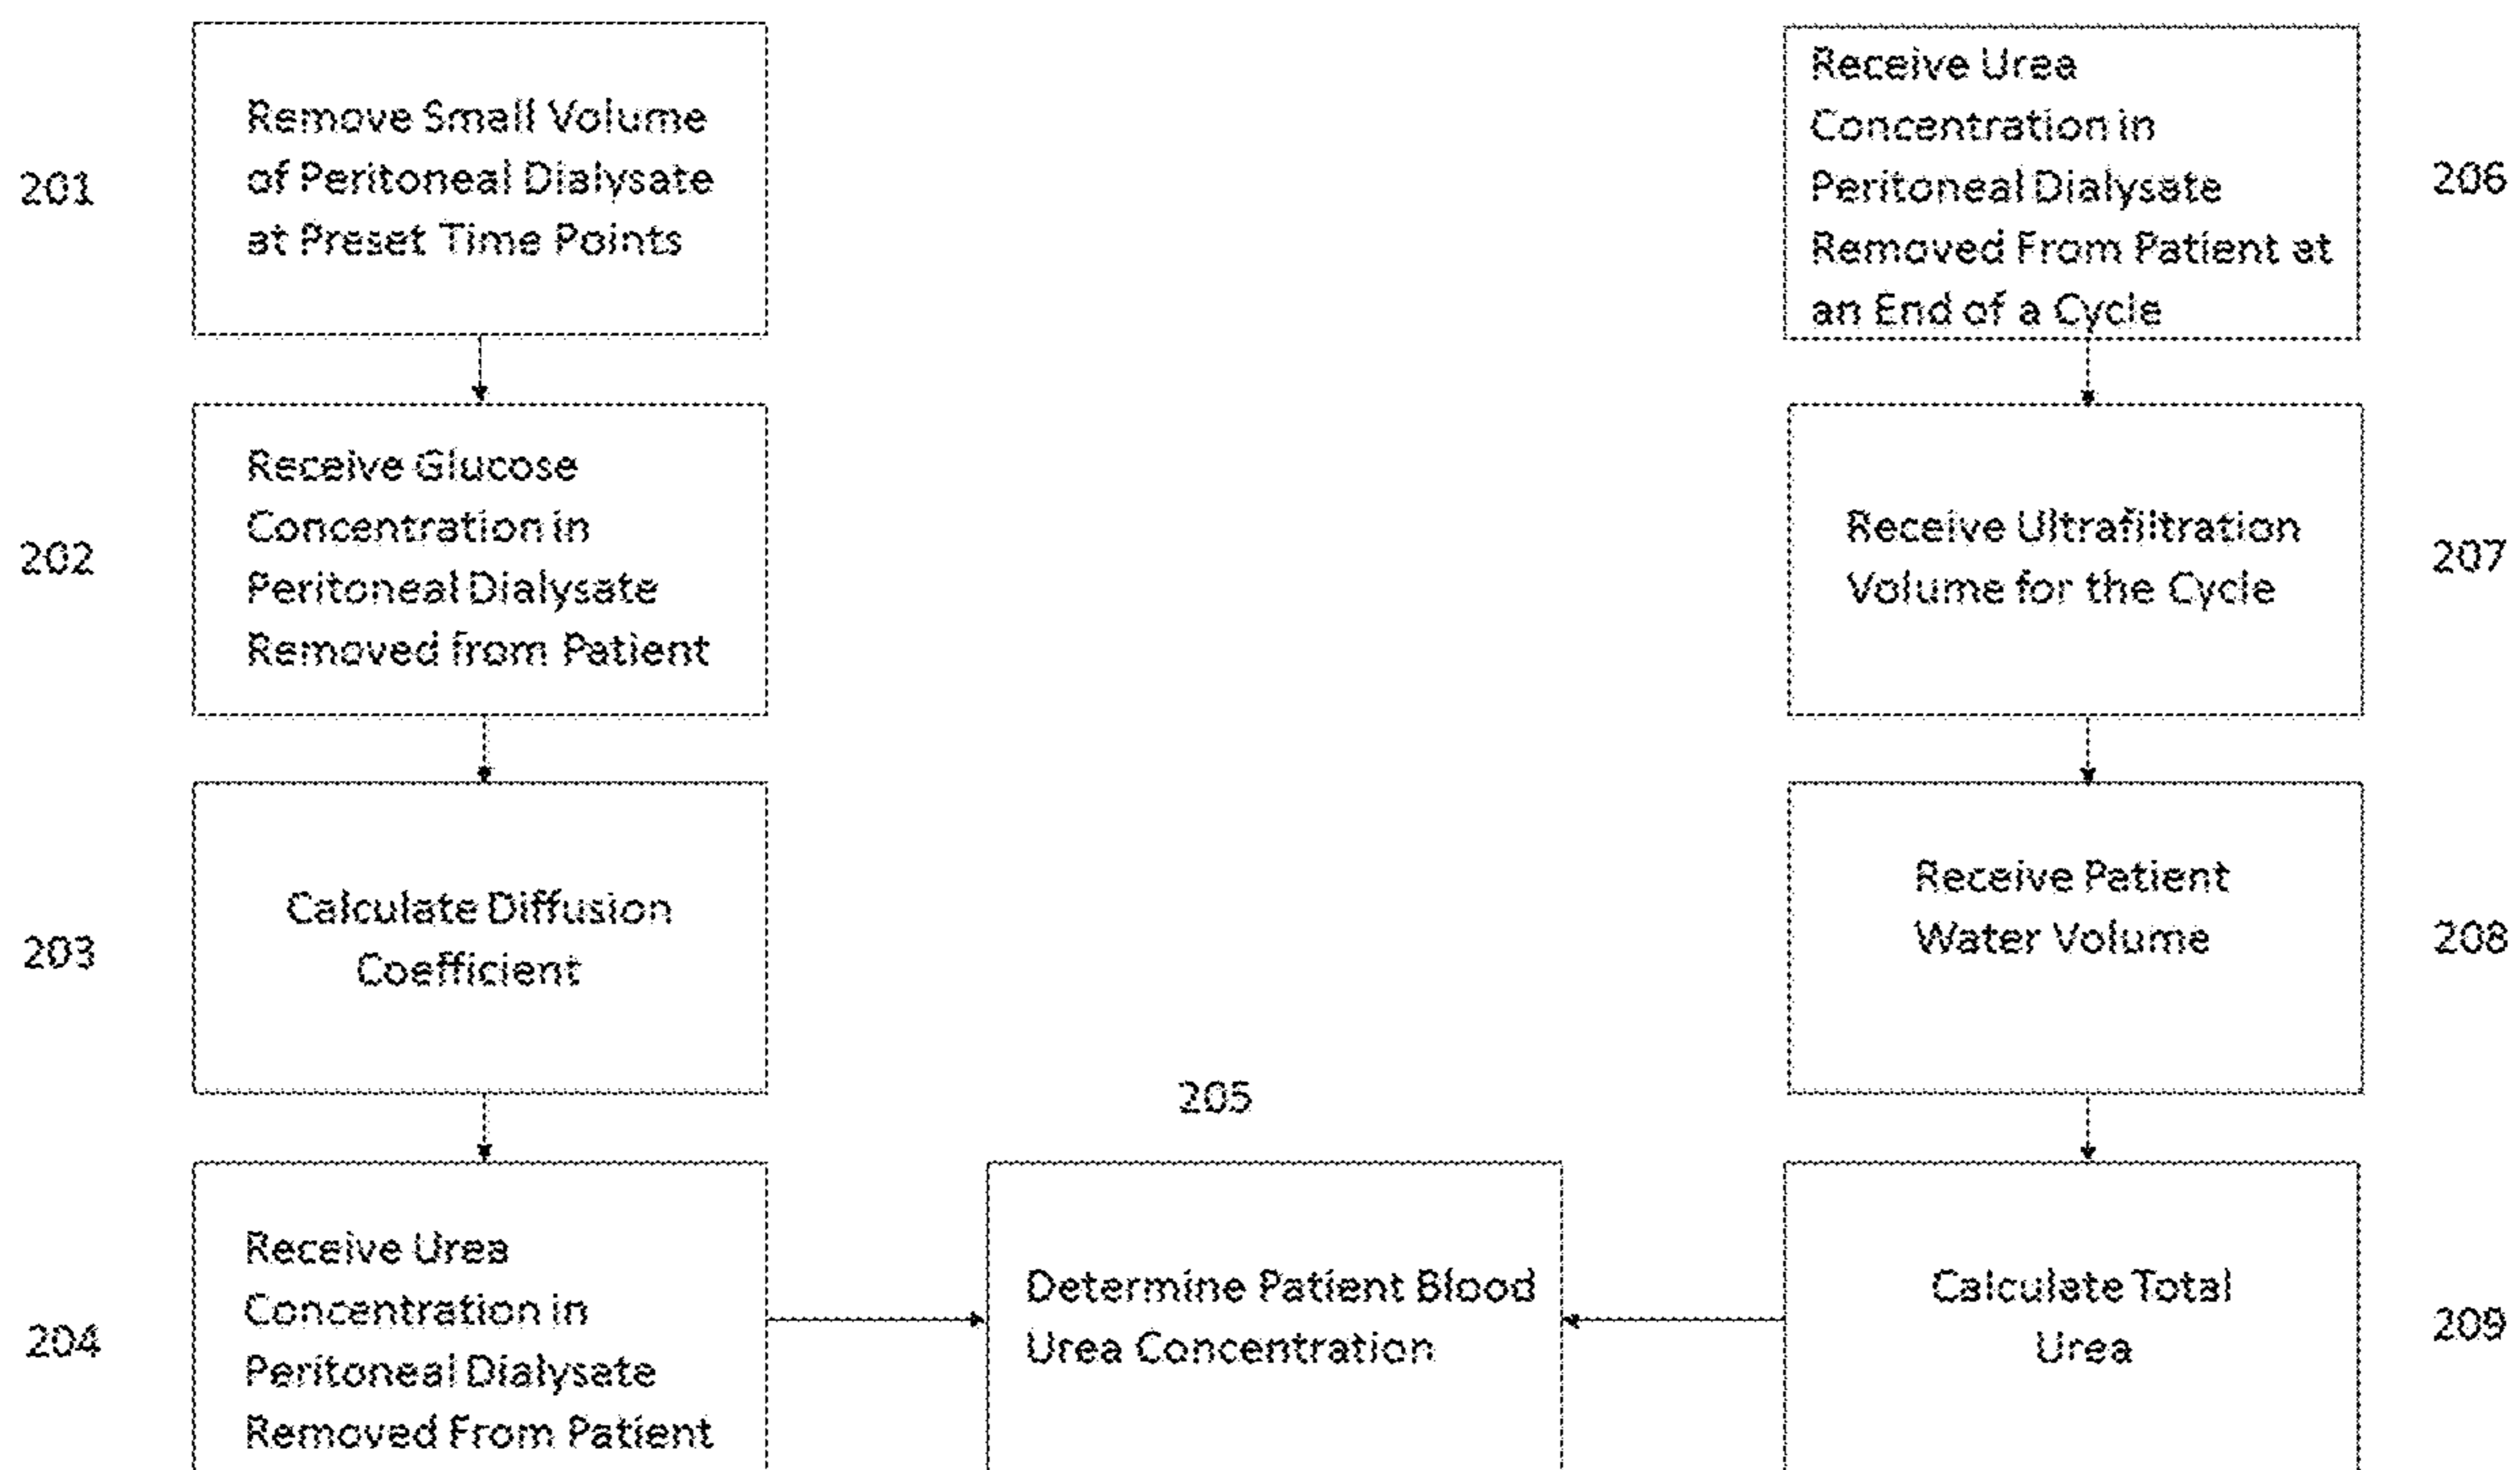 201
Remove Small Volume
of Peritoneal Dialysate
at Preset Time Points
202
Receive Glucose
Concentration in
Peritoneal Dialysate
Removed from Patient
203
Calculate Diffusion
Coefficient
204
Receive Urea
Concentration in
Peritoneal Dialysate
Removed From Patient
205
Determine Patient Blood
Urea Concentration
Receive Urea
Concentration in
Peritoneal Dialysate
Removed From Patient at
an End of a Cycle
206
Receive Ultrafiltration
Volume for the Cycle
207
Receive Patient
Water Volume
208
Calculate Total
Urea
209